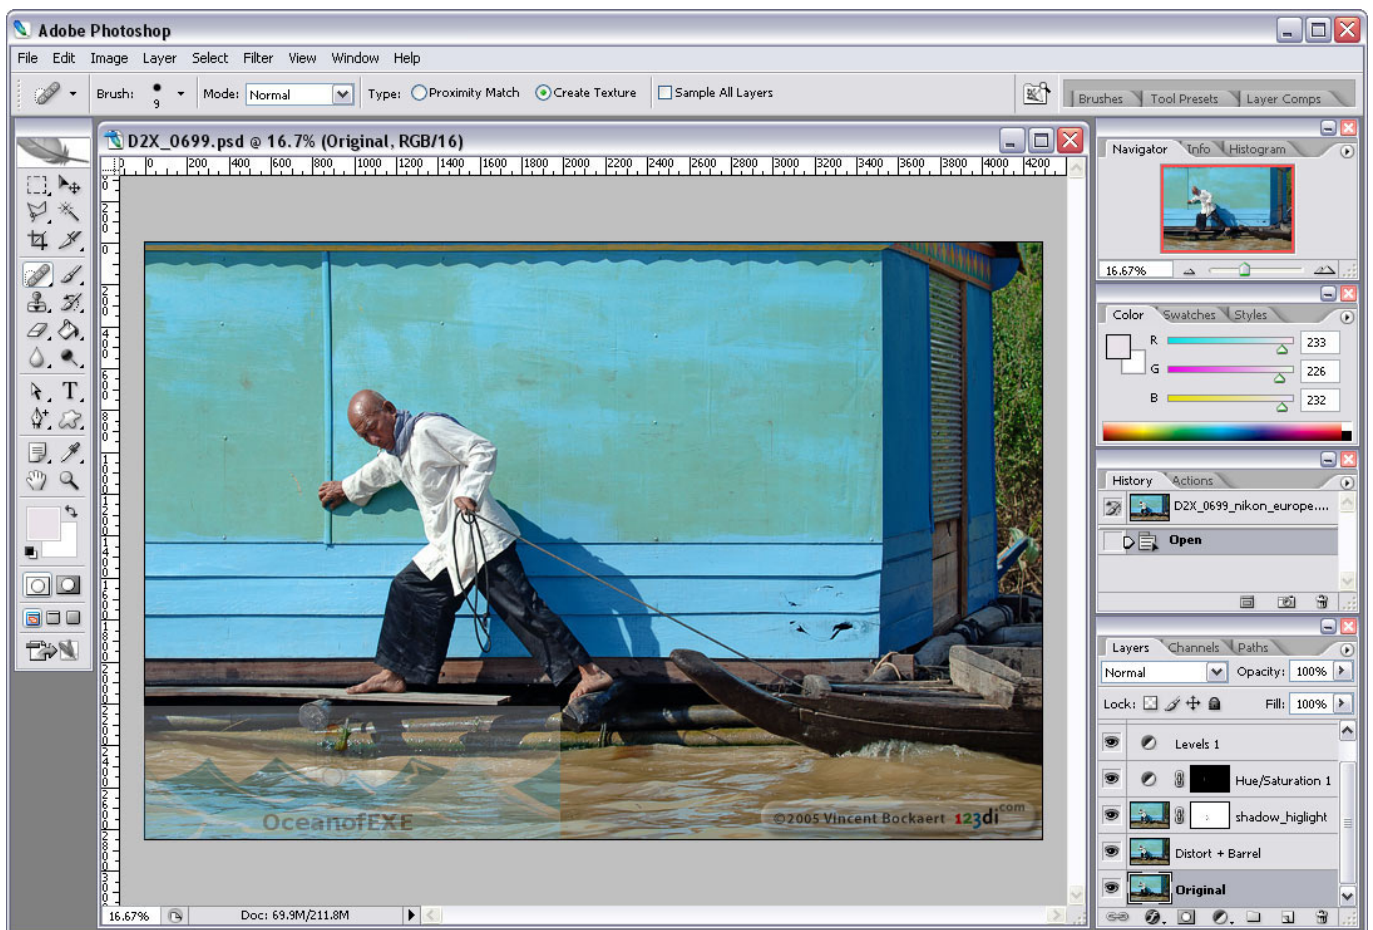 Adobe Photoshop
File Edit Image Layer Select Filter View Window Help
Brush: 9 Mode: Normal Type: Proximity Match Create Texture Sample All Layers
Brushes Tool Presets Layer Comps
D2X_0699.psd @ 16.7% (Original, RGB/16)
0 200 400 600 800 1000 1200 1400 1600 1800 2000 2200 2400 2600 2800 3000 3200 3400 3600 3800 4000 4200
OceanofEXE
©2005 Vincent Bockaert 123di.com
16.67% Doc: 69.9M/211.8M
Navigator Info Histogram
16.67%
Color Swatches Styles
R 233
G 226
B 232
History Actions
D2X_0699_nikon_europe....
Open
Layers Channels Paths
Normal Opacity: 100%
Lock: Fill: 100%
Levels 1
Hue/Saturation 1
shadow_higlight
Distort + Barrel
Original